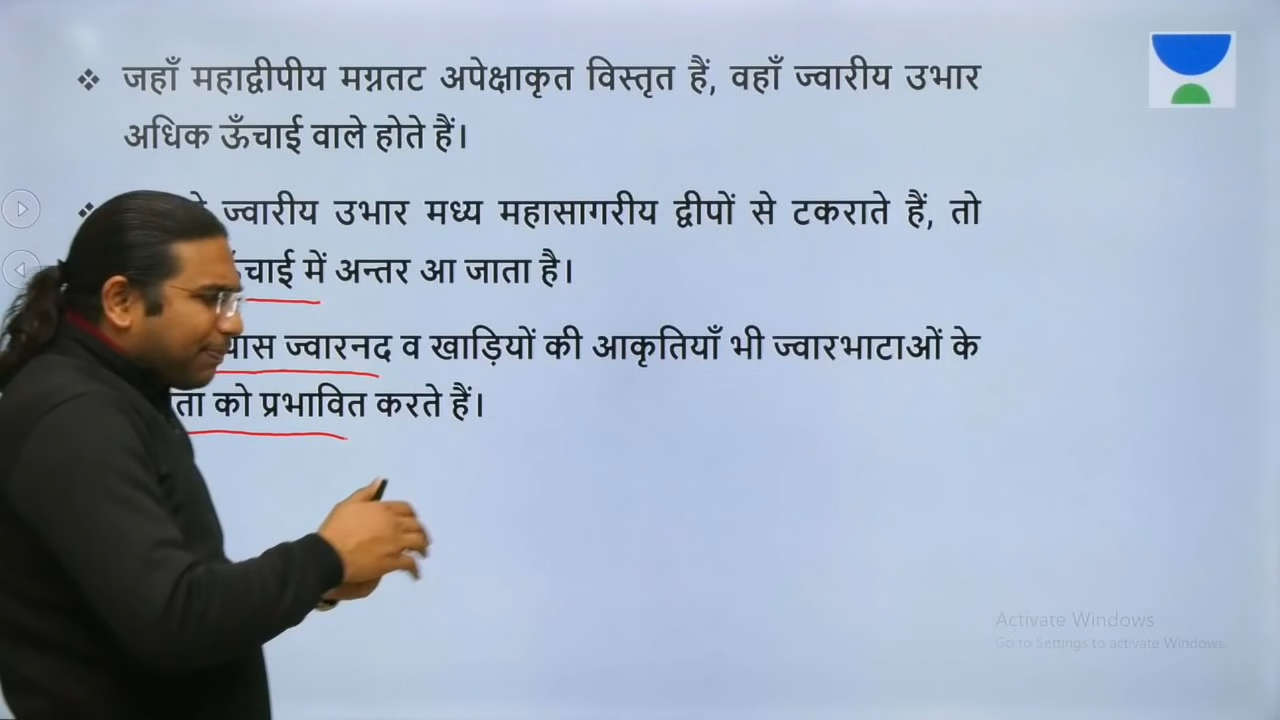 ❖ जहाँ महाद्वीपीय मग्नतट अपेक्षाकृत विस्तृत हैं, वहाँ ज्वारीय उभार
अधिक ऊँचाई वाले होते हैं।
ज्वारीय उभार मध्य महासागरीय द्वीपों से टकराते हैं, तो
में अन्तर आ जाता है।
ज्वारनद व खाड़ियों की आकृतियाँ भी ज्वारभाटाओं के
को प्रभावित करते हैं।
Activate Windows
Go to Settings to activate Windows.